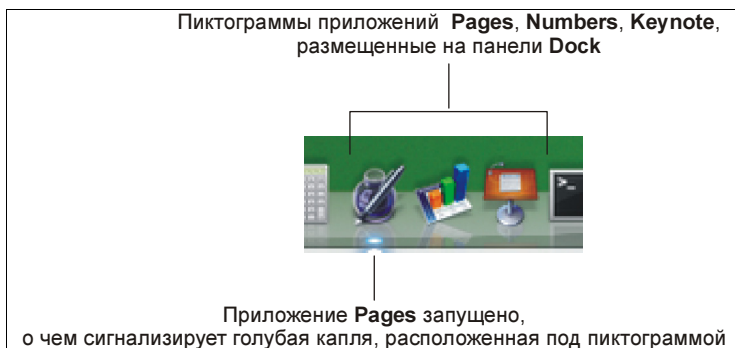 Пиктограммы приложений Pages, Numbers, Keynote,
размещенные на панели Dock
>_
Приложение Pages запущено,
о чем сигнализирует голубая капля, расположенная под пиктограммой